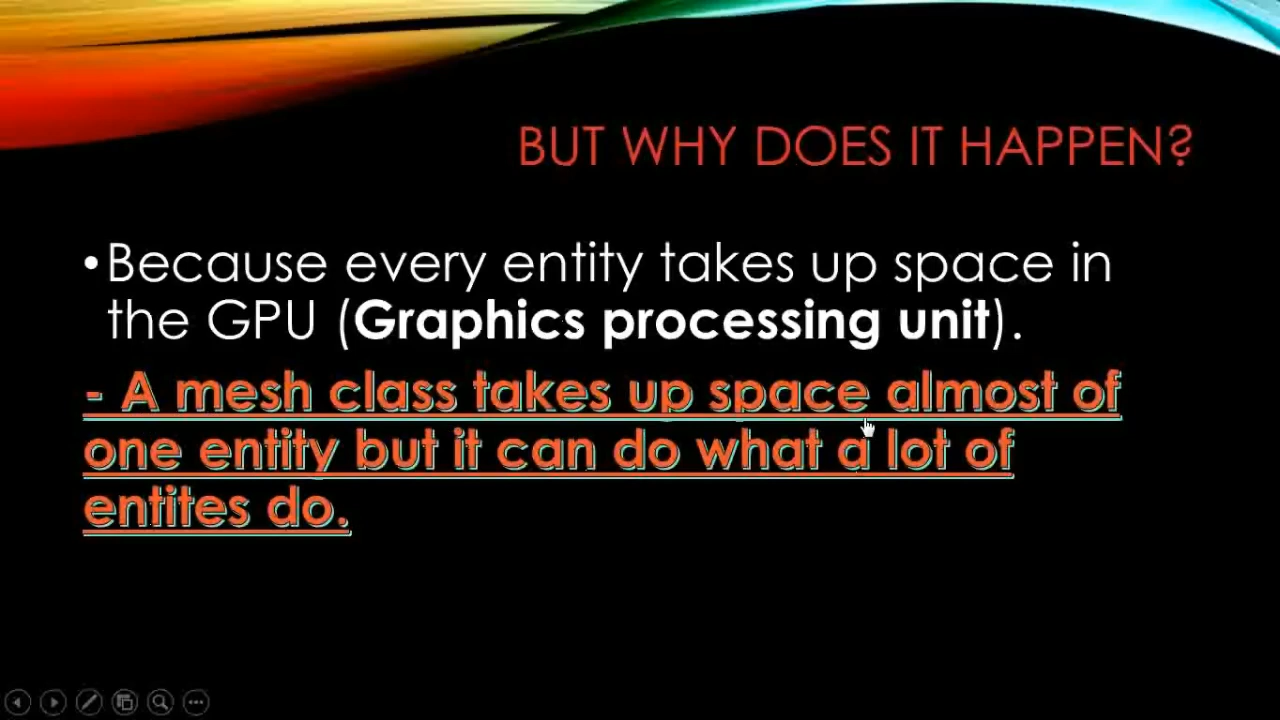 BUT WHY DOES IT HAPPEN?
•Because every entity takes up space in
the GPU (Graphics processing unit).
- A mesh class takes up space almost of
one entity but it can do what a lot of
entites do.